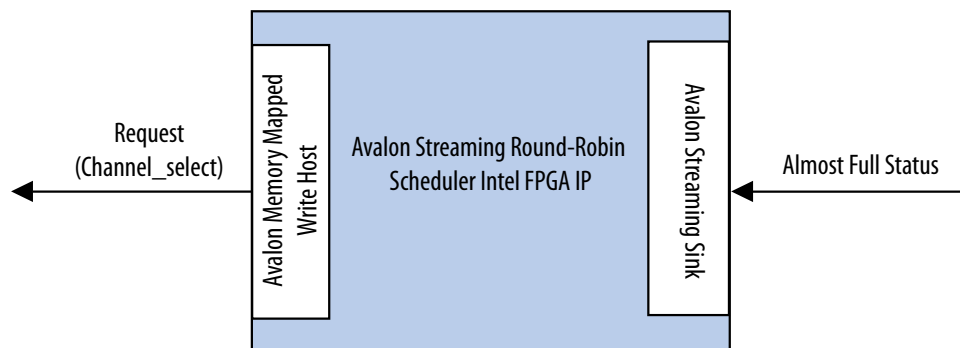 Request
(Channel_select)
Avalon Memory Mapped
Write Host
Avalon Streaming Round-Robin
Scheduler Intel FPGA IP
Avalon Streaming Sink
Almost Full Status